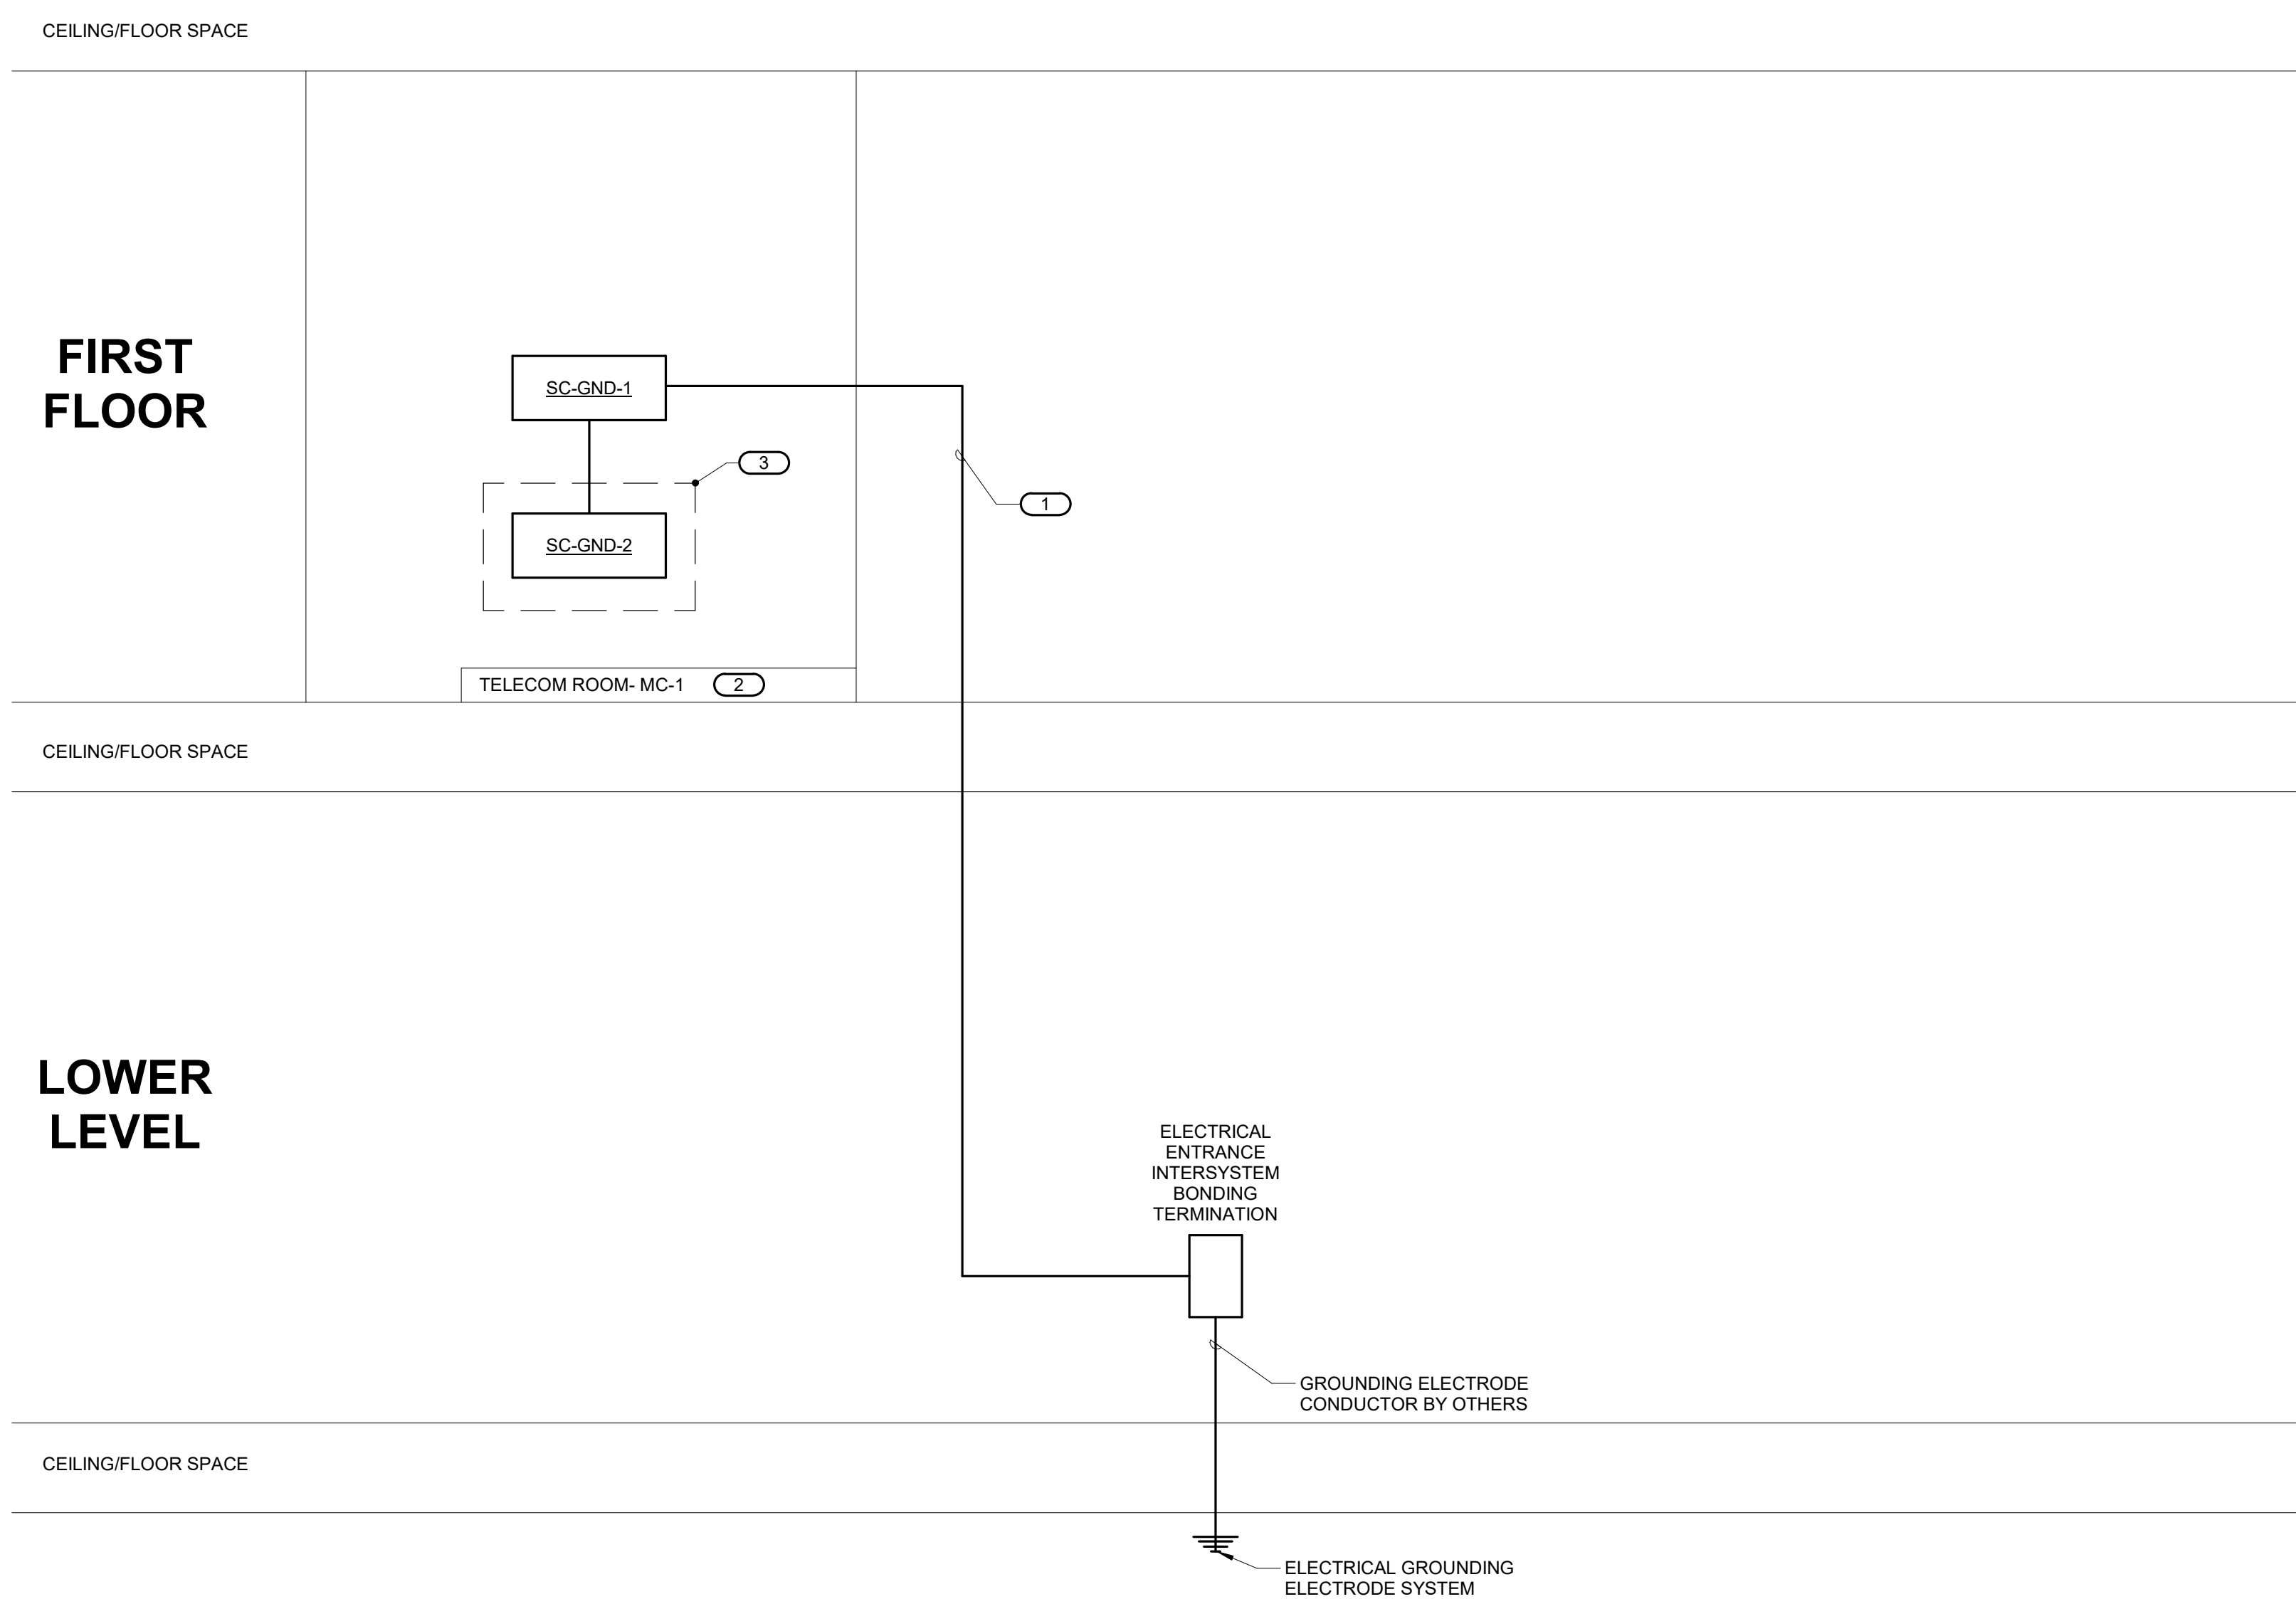 CEILING/FLOOR SPACE
FIRST
FLOOR
SC-GND-1
3
1
SC-GND-2
TELECOM ROOM- MC-1
2
CEILING/FLOOR SPACE
LOWER
LEVEL
ELECTRICAL
ENTRANCE
INTERSYSTEM
BONDING
TERMINATION
GROUNDING ELECTRODE
CONDUCTOR BY OTHERS
CEILING/FLOOR SPACE
ELECTRICAL GROUNDING
ELECTRODE SYSTEM